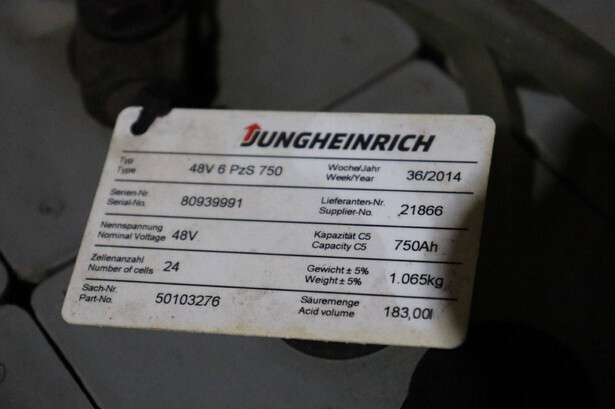 JUNGHEINRICH
Typ
Type 48V 6 PzS 750 Woche/Jahr
Week/Year 36/2014
Serien-Nr.
Serial-No. 80939991 Lieferanten-Nr.
Supplier-No. 21866
Nennspannung
Nominal Voltage 48V Kapazität C5
Capacity C5 750Ah
Zellenanzahl
Number of cells 24 Gewicht ± 5%
Weight ± 5% 1.065kg
Sach-Nr.
Part-No. 50103276 Säuremenge
Acid volume 183,00l